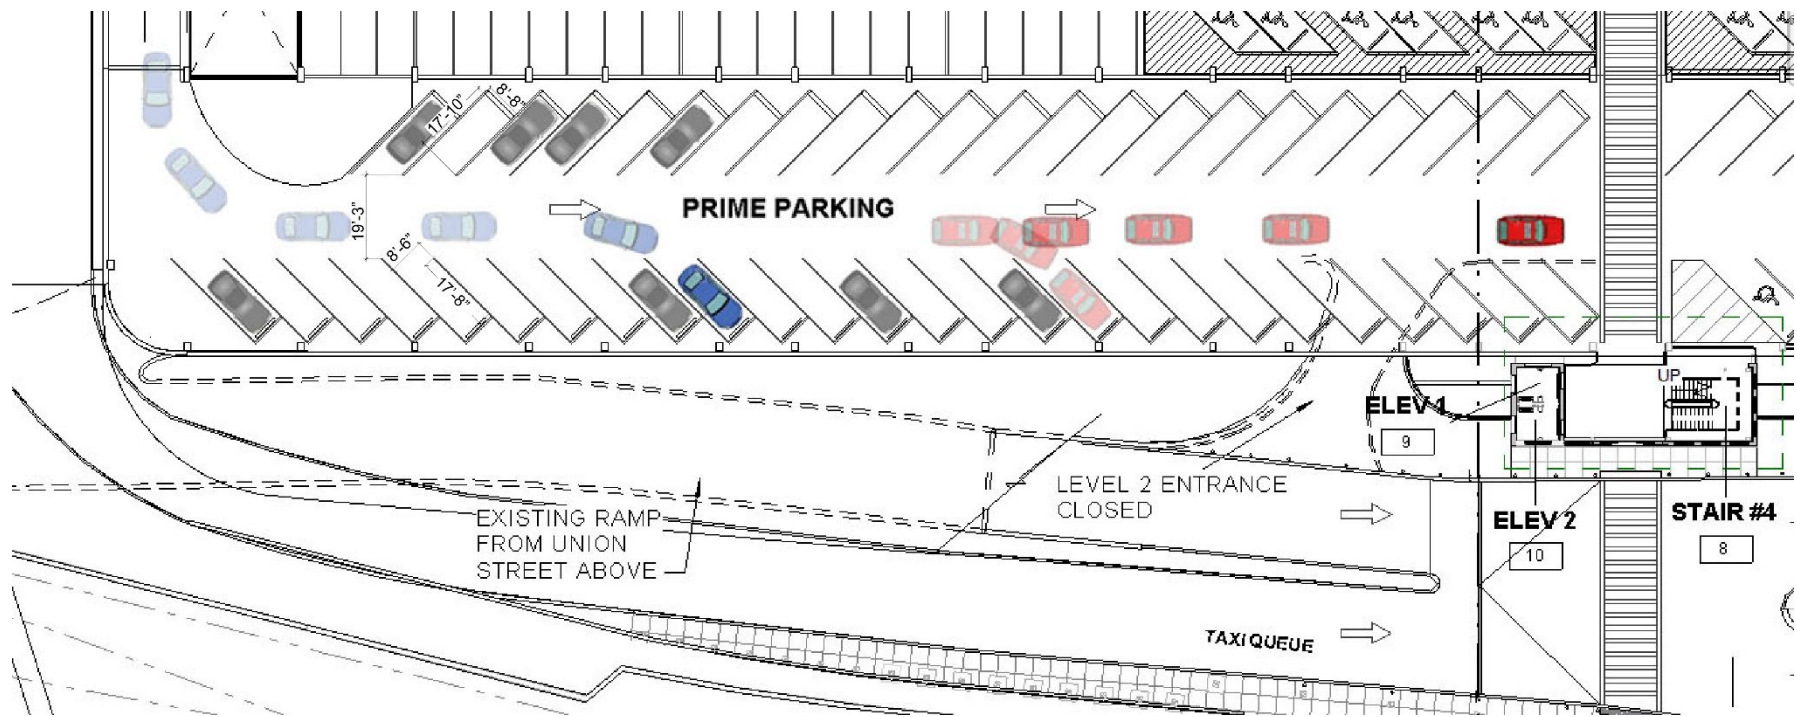 8'-8"
17'-10"
PRIME PARKING
19'-3"
8'-6"
17'-8"
UP
ELEV 1
9
LEVEL 2 ENTRANCE
CLOSED
EXISTING RAMP
FROM UNION
STREET ABOVE
ELEV 2
10
STAIR #4
8
TAXI QUEUE